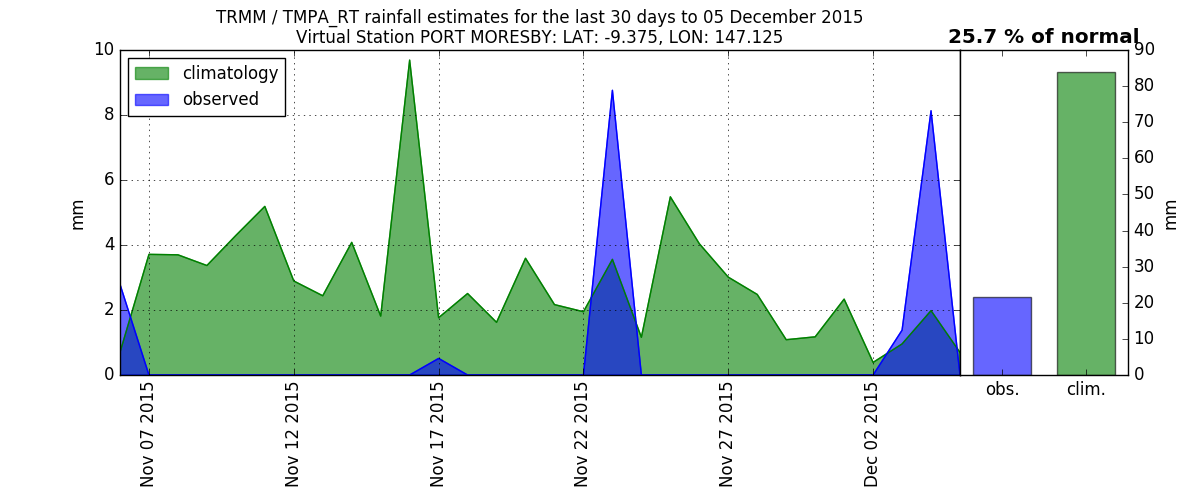 TRMM / TMPA_RT rainfall estimates for the last 30 days to 05 December 2015
Virtual Station PORT MORESBY: LAT: -9.375, LON: 147.125
25.7 % of normal
climatology
observed
10
8
6
4
2
0
mm
90
80
70
60
50
40
30
20
10
0
mm
Nov 07 2015
Nov 12 2015
Nov 17 2015
Nov 22 2015
Nov 27 2015
Dec 02 2015
obs.
clim.